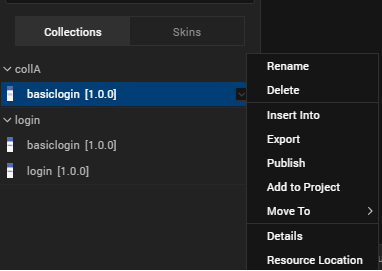 Collections
Skins
collA
basiclogin [1.0.0]
login
basiclogin [1.0.0]
login [1.0.0]
Rename
Delete
Insert Into
Export
Publish
Add to Project
Move To
Details
Resource Location